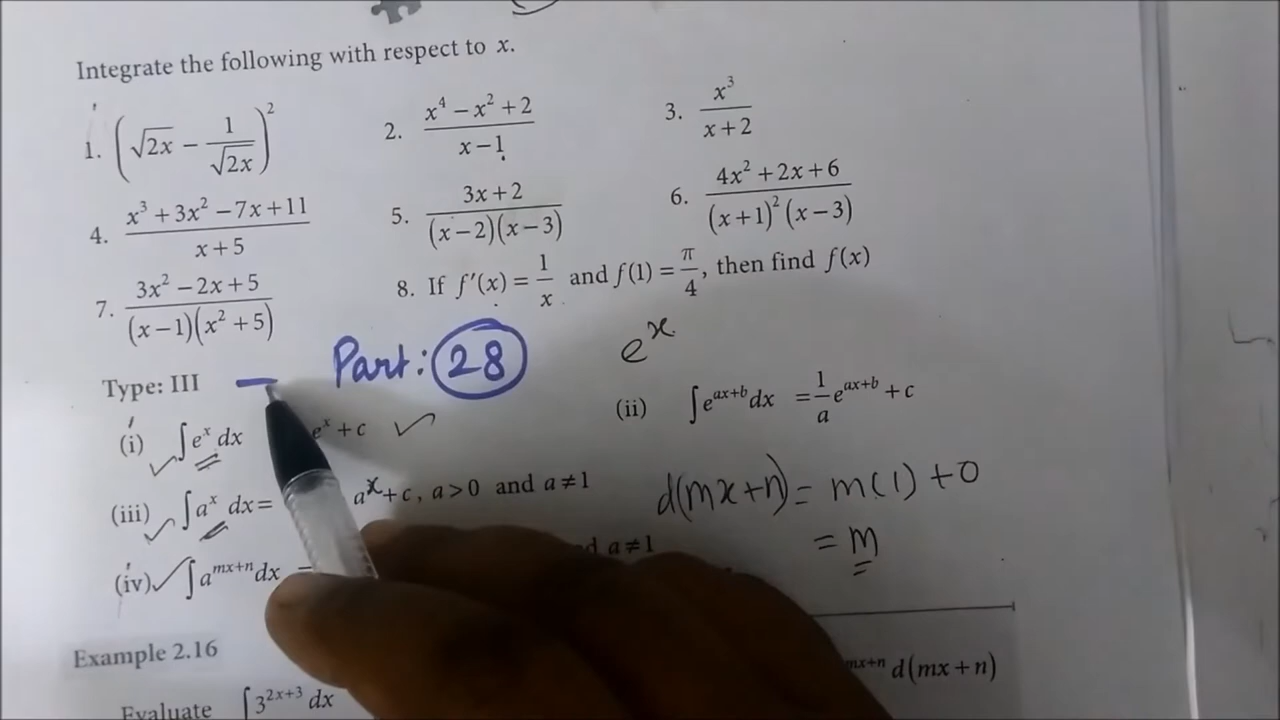 Integrate the following with respect to x.
1. (√2x − 1/√2x)²
2. (x⁴ − x² + 2)/(x − 1)
3. x³/(x + 2)
4. (x³ + 3x² − 7x + 11)/(x + 5)
5. (3x + 2)/((x − 2)(x − 3))
6. (4x² + 2x + 6)/((x + 1)²(x − 3))
7. (3x² − 2x + 5)/((x − 1)(x² + 5))
8. If f′(x) = 1/x and f(1) = π/4, then find f(x)
Type: III
Part: 28
eˣ
(i) ∫eˣ dx eˣ + c ✓
(ii) ∫e^(ax+b) dx = 1/a e^(ax+b) + c
(iii) ∫aˣ dx = aˣ + c, a > 0 and a ≠ 1
d(mx+n) = m(1) + 0
= m
(iv) ∫a^(mx+n) dx = a ≠ 1
Example 2.16
mx+n d(mx + n)
Evaluate ∫3^(2x+3) dx